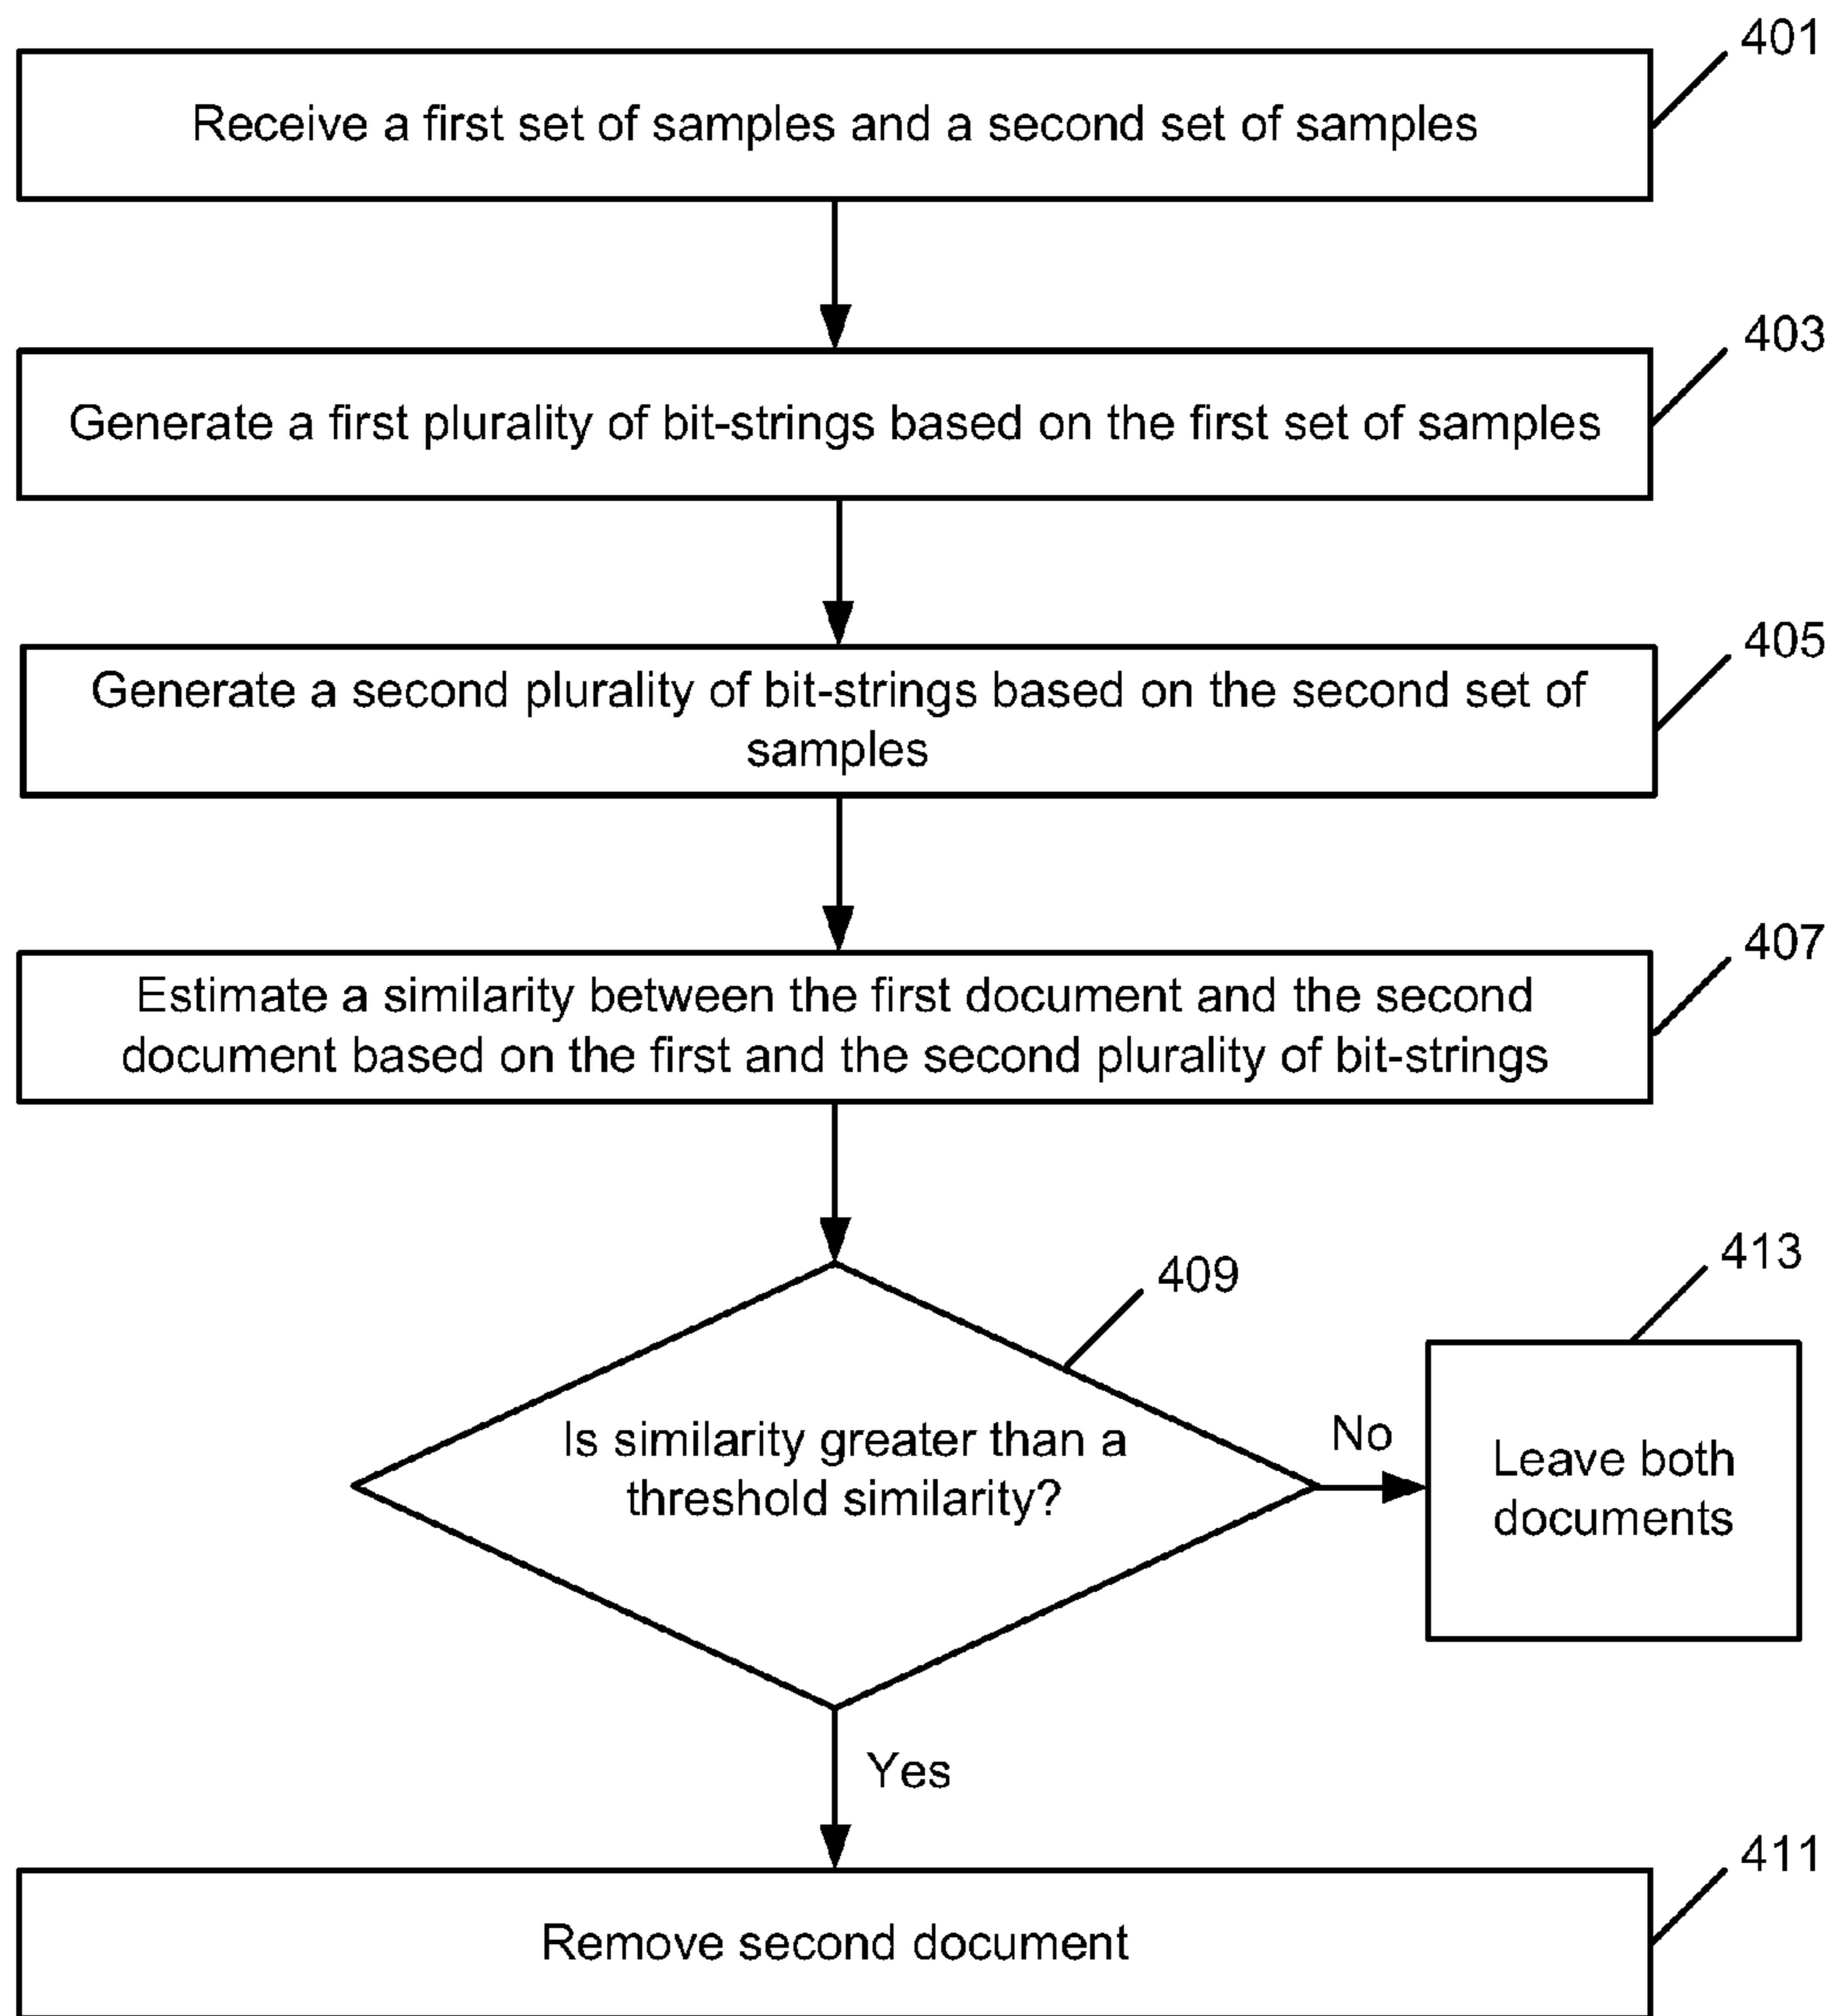 401
Receive a first set of samples and a second set of samples
403
Generate a first plurality of bit-strings based on the first set of samples
405
Generate a second plurality of bit-strings based on the second set of
samples
407
Estimate a similarity between the first document and the second
document based on the first and the second plurality of bit-strings
409
413
Is similarity greater than a
threshold similarity?
No
Leave both
documents
Yes
411
Remove second document